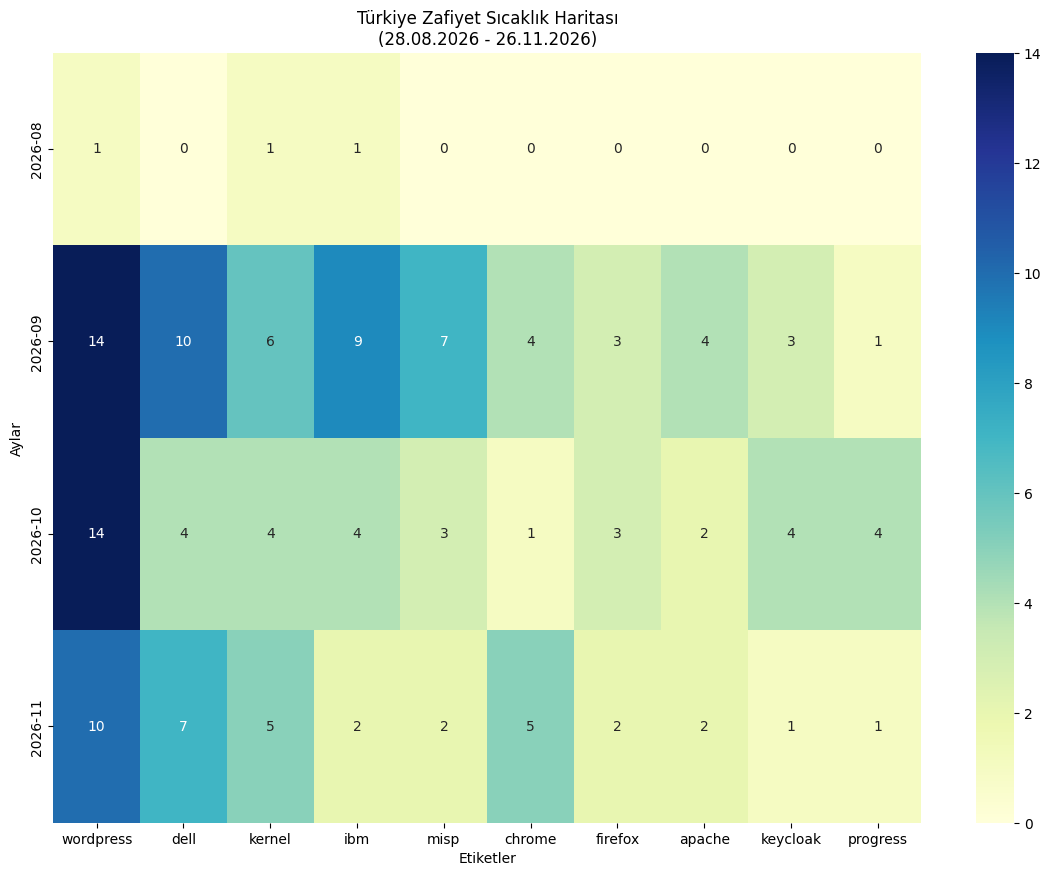 Türkiye Zafiyet Sıcaklık Haritası
(28.08.2026 - 26.11.2026)
14
2026-08 1 0 1 1 0 0 0 0 0 0
12
10
2026-09 14 10 6 9 7 4 3 4 3 1
8
Aylar
6
2026-10 14 4 4 4 3 1 3 2 4 4
4
2026-11 10 7 5 2 2 5 2 2 1 1
2
0
wordpress dell kernel ibm misp chrome firefox apache keycloak progress
Etiketler